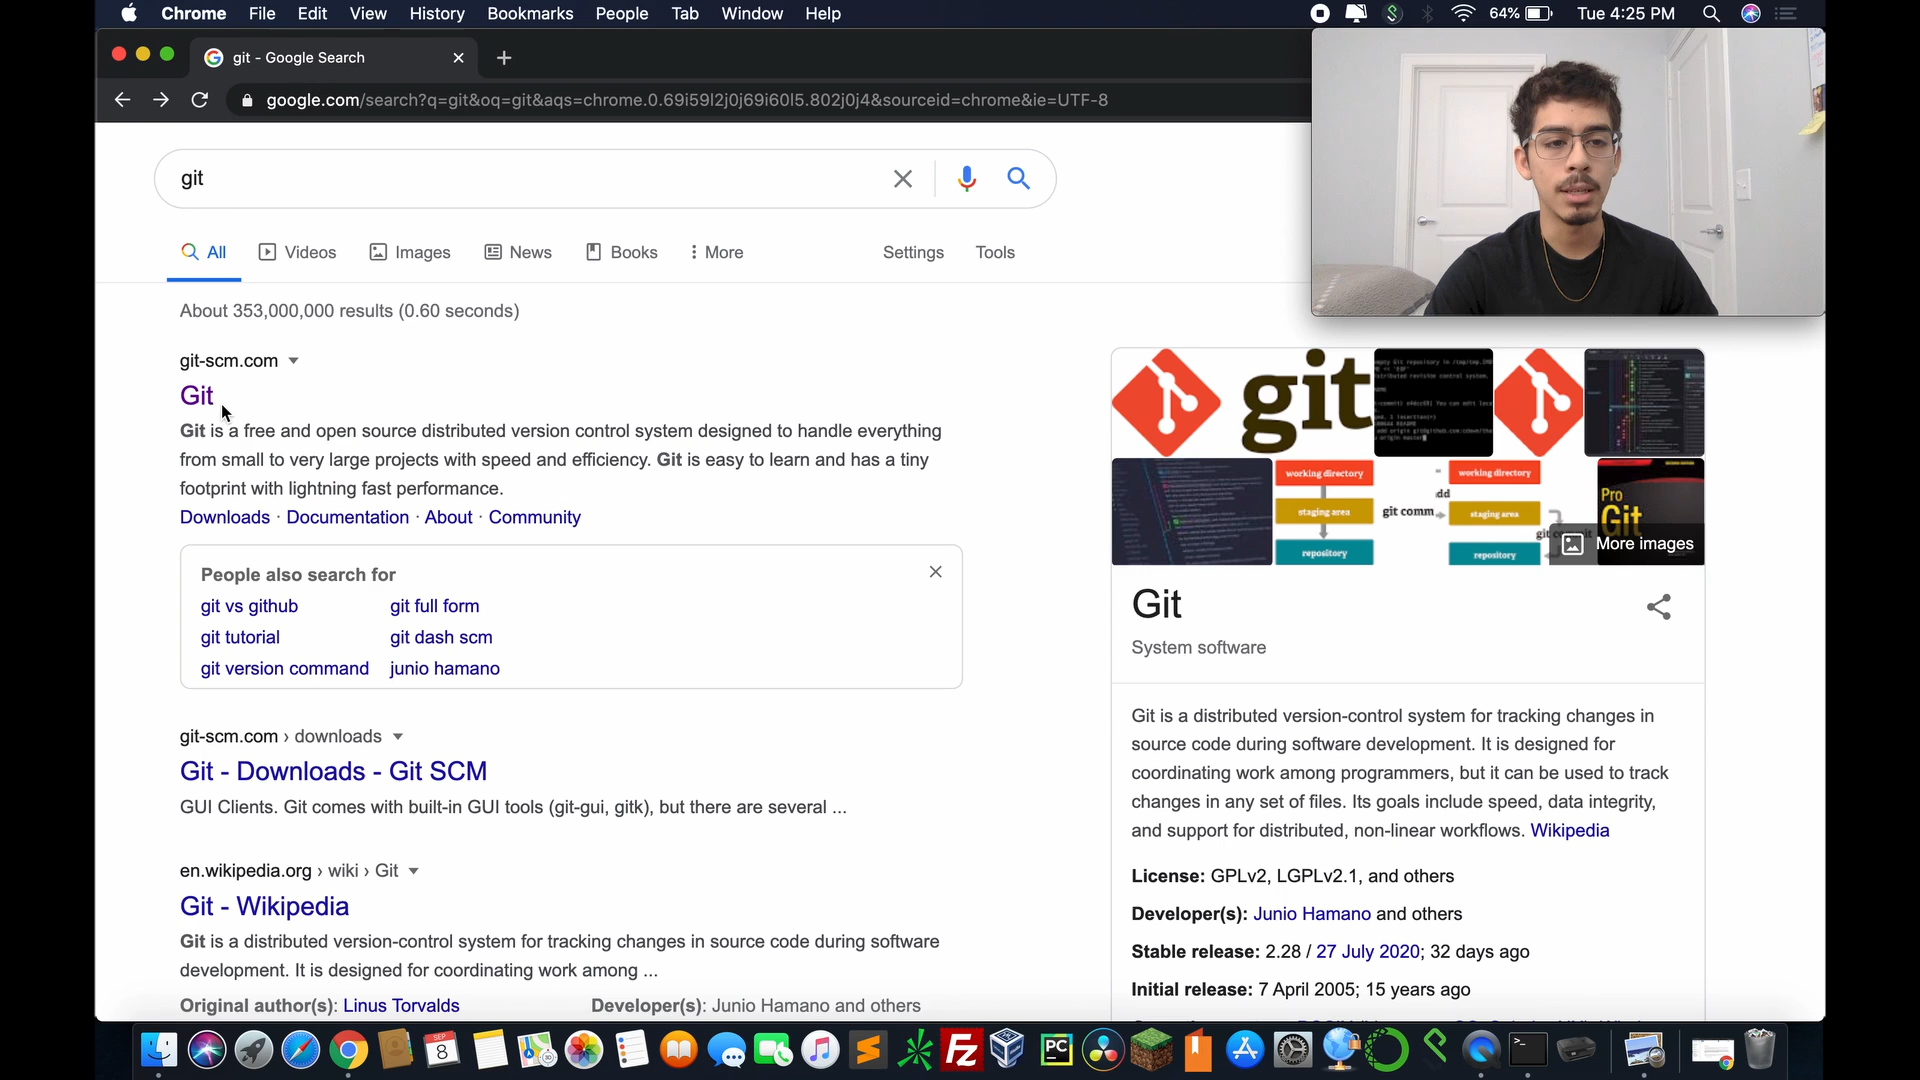 Chrome File Edit View History Bookmarks People Tab Window Help 64% Tue 4:25 PM
git - Google Search
google.com/search?q=git&oq=git&aqs=chrome.0.69i59l2j0j69i60l5.802j0j4&sourceid=chrome&ie=UTF-8
git
All Videos Images News Books More Settings Tools
About 353,000,000 results (0.60 seconds)
git-scm.com
Git
Git is a free and open source distributed version control system designed to handle everything
from small to very large projects with speed and efficiency. Git is easy to learn and has a tiny
footprint with lightning fast performance.
Downloads · Documentation · About · Community
People also search for
git vs github git full form
git tutorial git dash scm
git version command junio hamano
git-scm.com › downloads
Git - Downloads - Git SCM
GUI Clients. Git comes with built-in GUI tools (git-gui, gitk), but there are several ...
en.wikipedia.org › wiki › Git
Git - Wikipedia
Git is a distributed version-control system for tracking changes in source code during software
development. It is designed for coordinating work among ...
Original author(s): Linus Torvalds Developer(s): Junio Hamano and others
git
working directory
staging area
repository
git comm
working directory
staging area
repository
Pro
Git
More images
Git
System software
Git is a distributed version-control system for tracking changes in
source code during software development. It is designed for
coordinating work among programmers, but it can be used to track
changes in any set of files. Its goals include speed, data integrity,
and support for distributed, non-linear workflows. Wikipedia
License: GPLv2, LGPLv2.1, and others
Developer(s): Junio Hamano and others
Stable release: 2.28 / 27 July 2020; 32 days ago
Initial release: 7 April 2005; 15 years ago
SEP
8
PC
FZ